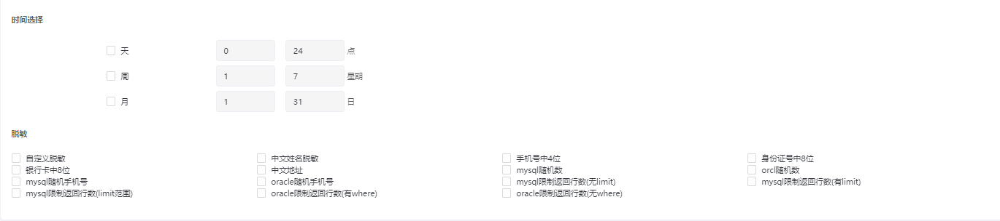 时间选择
天 0 24 点
周 1 7 星期
月 1 31 日
脱敏
自定义脱敏 中文姓名脱敏 手机号中4位 身份证号中8位
银行卡中8位 中文地址 mysql随机数 orcl随机数
mysql随机手机号 oracle随机手机号 mysql限制返回行数(无limit) mysql限制返回行数(有limit)
mysql限制返回行数(limit范围) oracle限制返回行数(有where) oracle限制返回行数(无where)